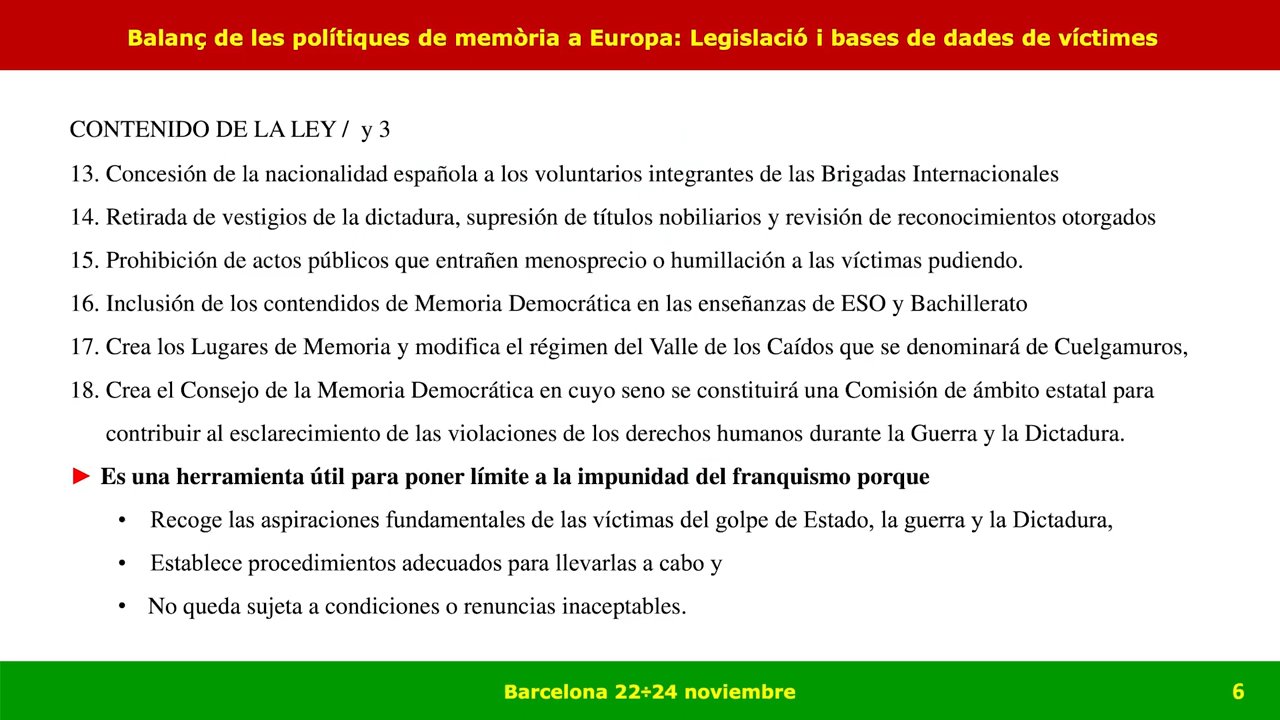 Balanç de les polítiques de memòria a Europa: Legislació i bases de dades de víctimes
CONTENIDO DE LA LEY / y 3
13. Concesión de la nacionalidad española a los voluntarios integrantes de las Brigadas Internacionales
14. Retirada de vestigios de la dictadura, supresión de títulos nobiliarios y revisión de reconocimientos otorgados
15. Prohibición de actos públicos que entrañen menosprecio o humillación a las víctimas pudiendo.
16. Inclusión de los contendidos de Memoria Democrática en las enseñanzas de ESO y Bachillerato
17. Crea los Lugares de Memoria y modifica el régimen del Valle de los Caídos que se denominará de Cuelgamuros,
18. Crea el Consejo de la Memoria Democrática en cuyo seno se constituirá una Comisión de ámbito estatal para
contribuir al esclarecimiento de las violaciones de los derechos humanos durante la Guerra y la Dictadura.
► Es una herramienta útil para poner límite a la impunidad del franquismo porque
• Recoge las aspiraciones fundamentales de las víctimas del golpe de Estado, la guerra y la Dictadura,
• Establece procedimientos adecuados para llevarlas a cabo y
• No queda sujeta a condiciones o renuncias inaceptables.
Barcelona 22÷24 noviembre
6